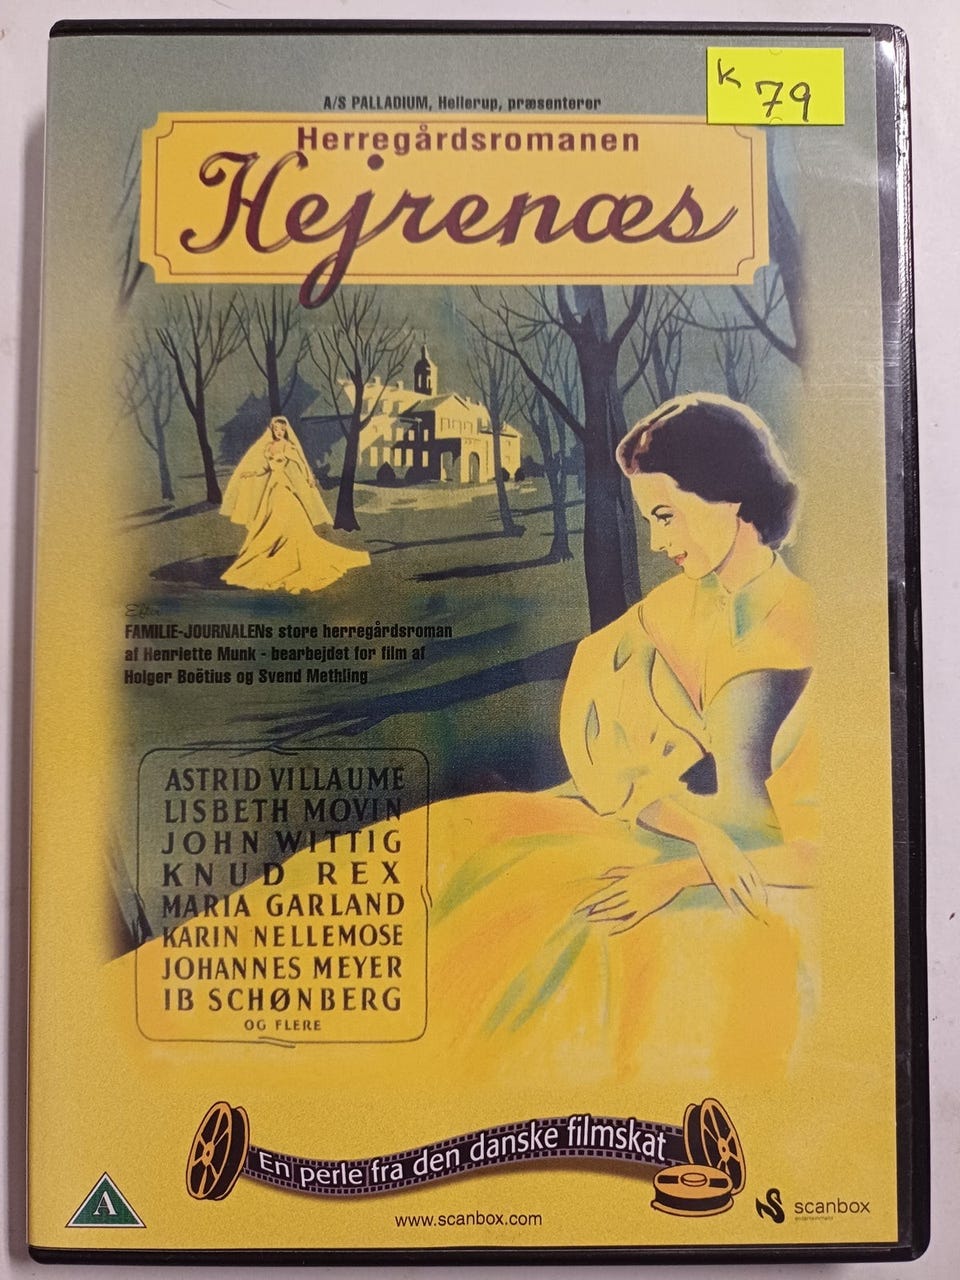 K 79
A/S PALLADIUM, Hellerup, præsenterer
Herregårdsromanen
Hejrenæs
Efter
FAMILIE-JOURNALENs store herregårdsroman
af Henriette Munk - bearbejdet for film af
Holger Boëtius og Svend Methling
ASTRID VILLAUME
LISBETH MOVIN
JOHN WITTIG
KNUD REX
MARIA GARLAND
KARIN NELLEMOSE
JOHANNES MEYER
IB SCHØNBERG
OG FLERE
En perle fra den danske filmskat
A
www.scanbox.com
scanbox
entertainment